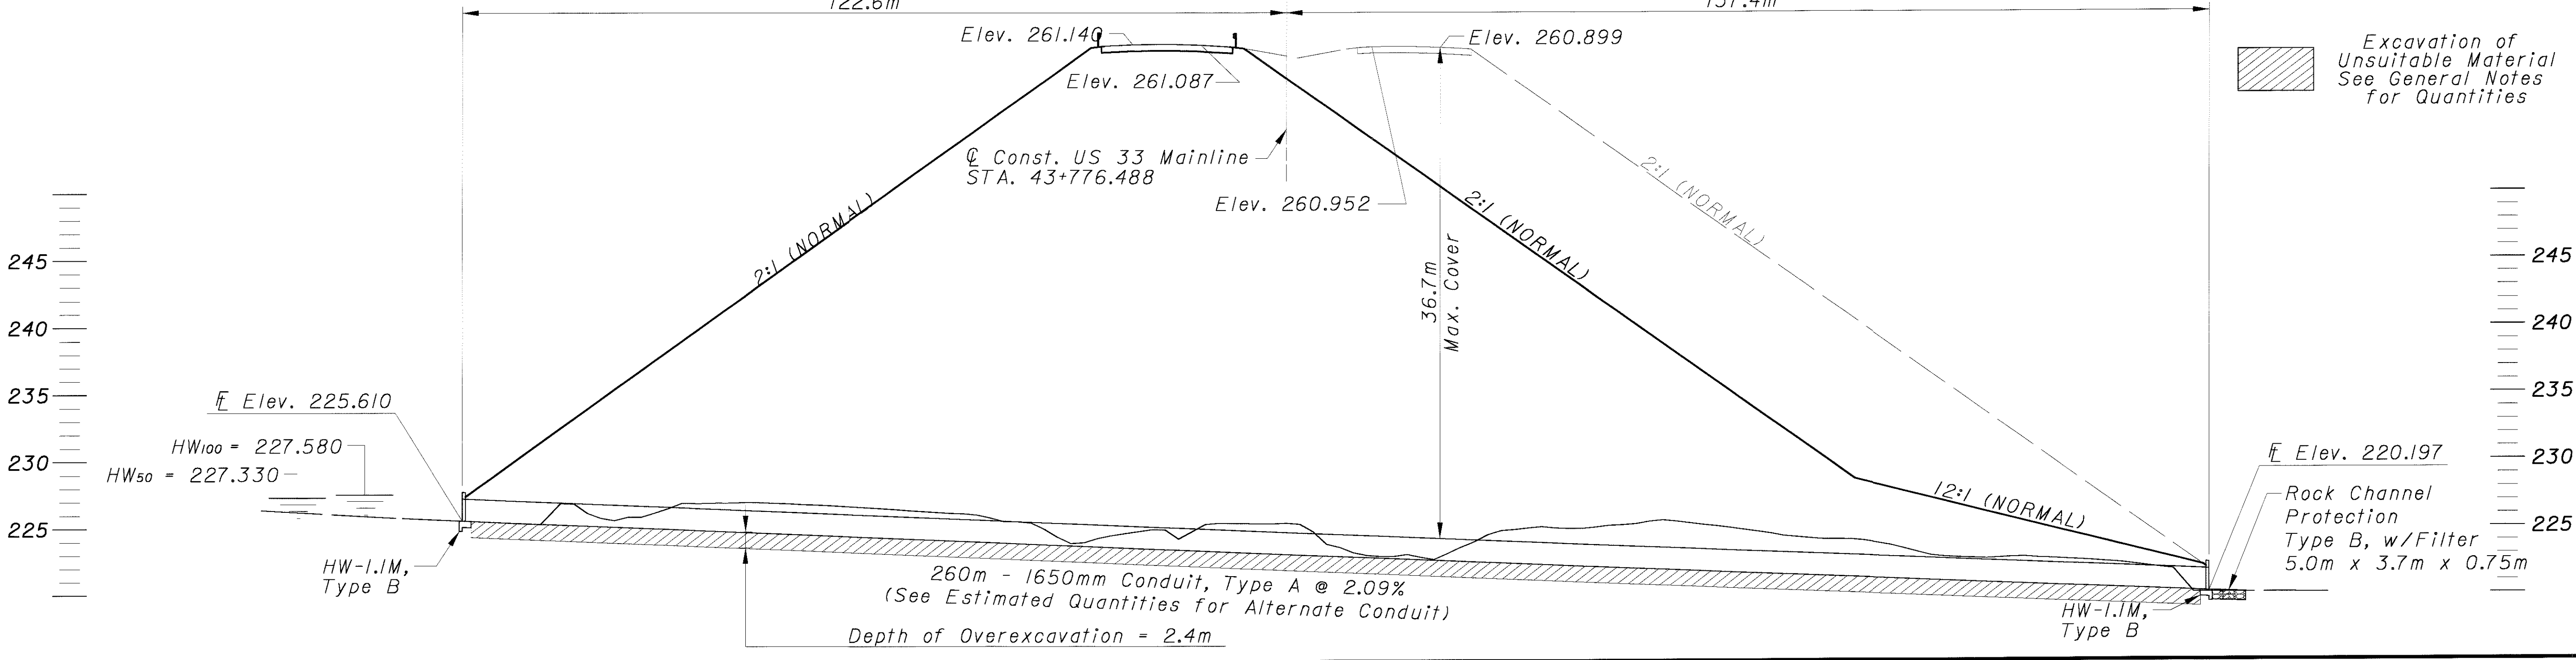 122.6m
137.4m
Elev. 261.140
Elev. 260.899
Elev. 261.087
Excavation of
Unsuitable Material
See General Notes
for Quantities
℄ Const. US 33 Mainline
STA. 43+776.488
Elev. 260.952
2:1 (NORMAL)
2:1 (NORMAL)
2:1 (NORMAL)
36.7m
Max. Cover
245
240
235
230
225
245
240
235
230
225
FL Elev. 225.610
HW100 = 227.580
HW50 = 227.330
12:1 (NORMAL)
FL Elev. 220.197
Rock Channel
Protection
Type B, w/Filter
5.0m x 3.7m x 0.75m
HW-1.1M,
Type B
260m - 1650mm Conduit, Type A @ 2.09%
(See Estimated Quantities for Alternate Conduit)
HW-1.1M,
Type B
Depth of Overexcavation = 2.4m